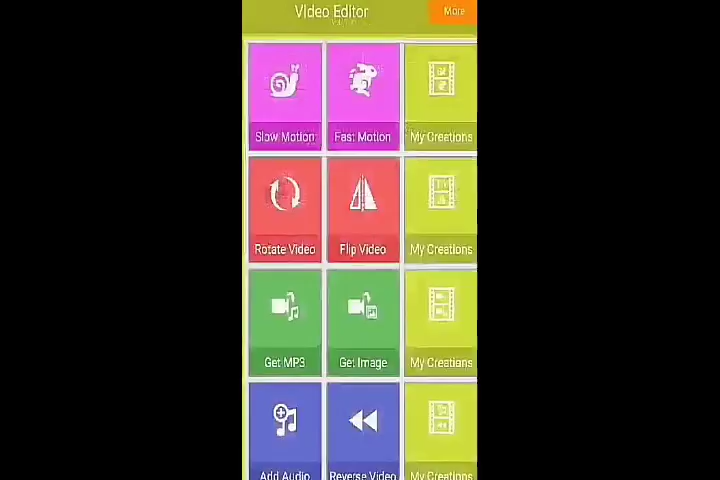 Video Editor
More
Slow Motion
Fast Motion
My Creations
Rotate Video
Flip Video
My Creations
Get MP3
Get Image
My Creations
Add Audio
Reverse Video
My Creations